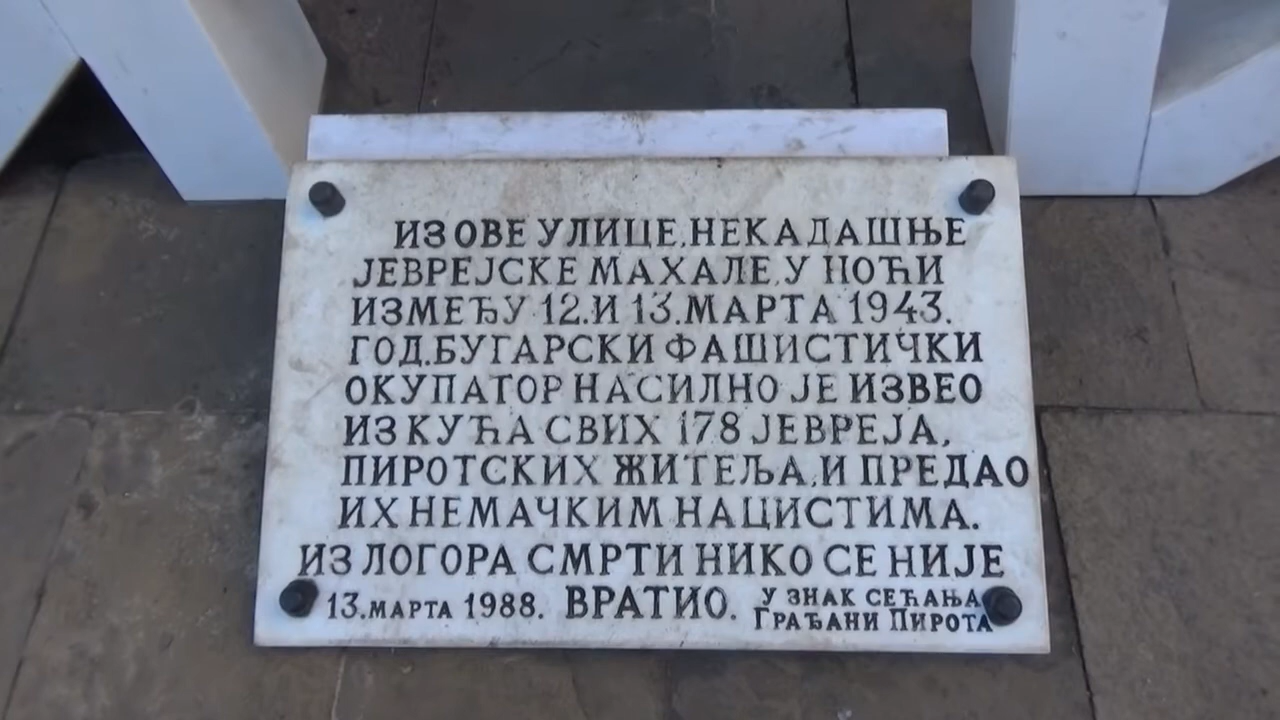 ИЗ ОВЕ УЛИЦЕ, НЕКАДАШЊЕ
ЈЕВРЕЈСКЕ МАХАЛЕ, У НОЋИ
ИЗМЕЂУ 12. И 13. МАРТА 1943.
ГОД. БУГАРСКИ ФАШИСТИЧКИ
ОКУПАТОР НАСИЛНО ЈЕ ИЗВЕО
ИЗ КУЋА СВИХ 178 ЈЕВРЕЈА,
ПИРОТСКИХ ЖИТЕЉА, И ПРЕДАО
ИХ НЕМАЧКИМ НАЦИСТИМА.
ИЗ ЛОГОРА СМРТИ НИКО СЕ НИЈЕ
13. МАРТА 1988. ВРАТИО. У ЗНАК СЕЋАЊА
ГРАЂАНИ ПИРОТА